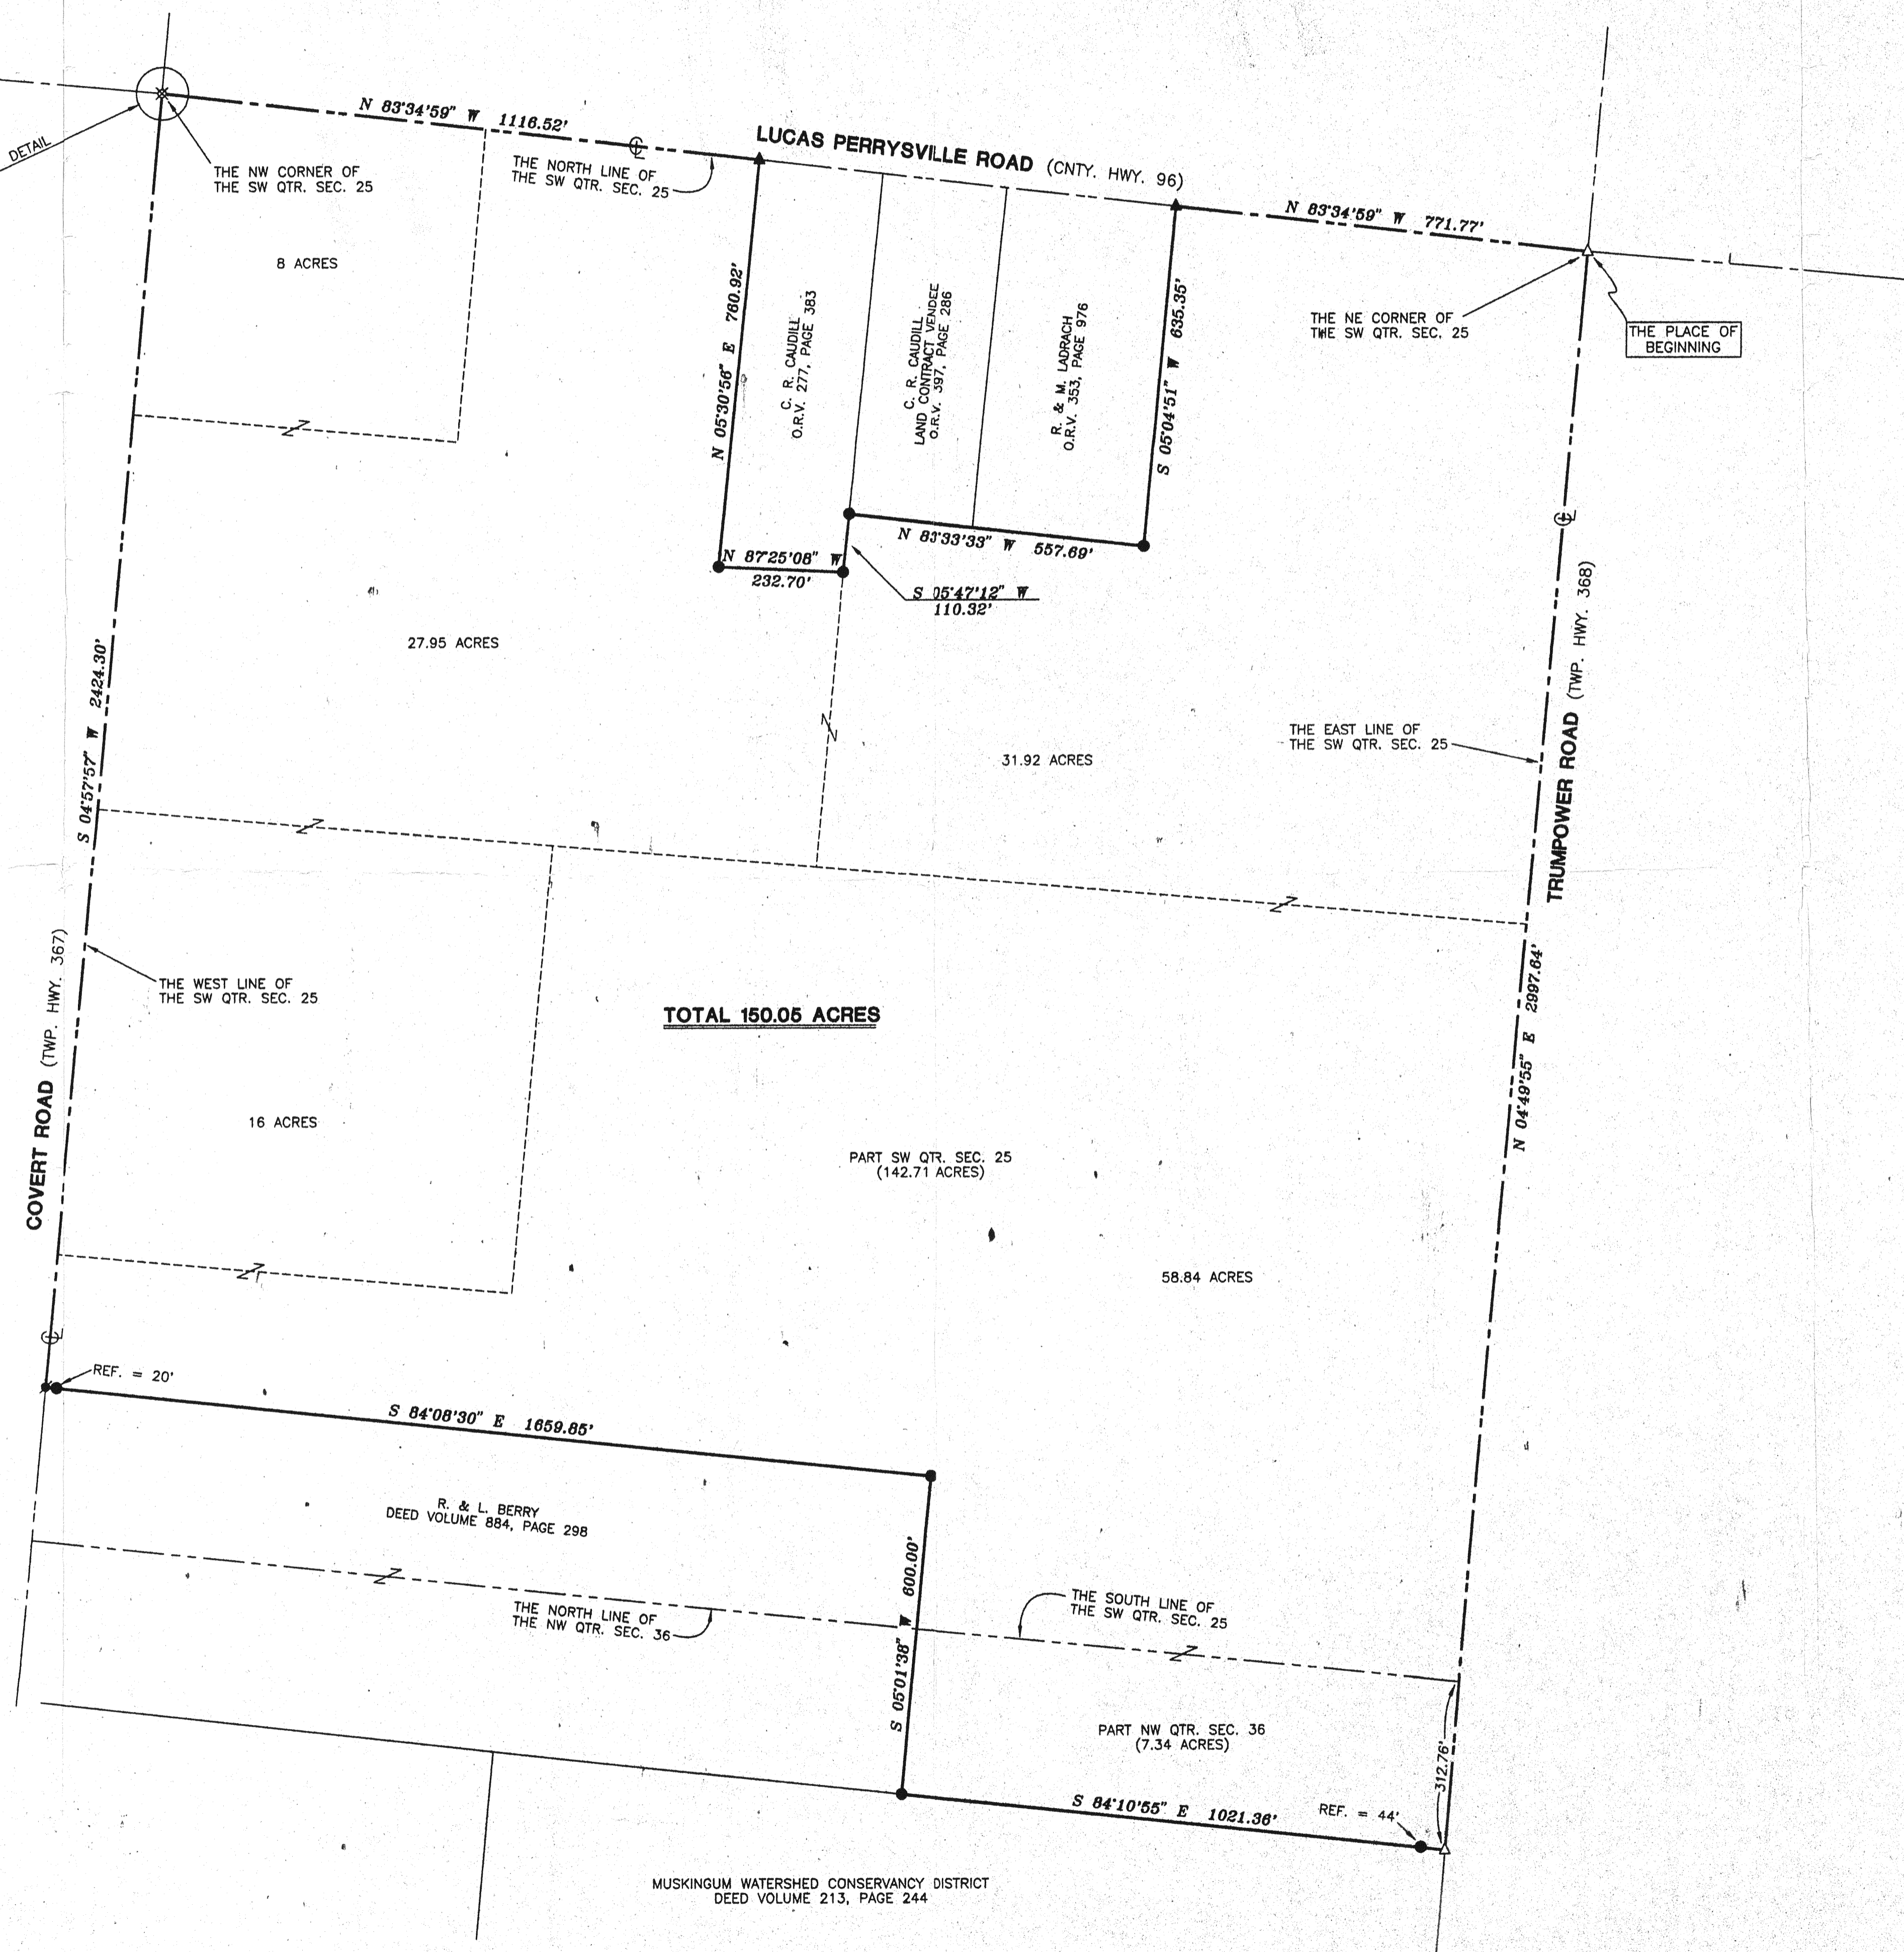 DETAIL
N 83°34'59" W 1116.52'
LUCAS PERRYSVILLE ROAD (CNTY. HWY. 96)
THE NW CORNER OF
THE SW QTR. SEC. 25
THE NORTH LINE OF
THE SW QTR. SEC. 25
N 83°34'59" W 771.77'
8 ACRES
N 05°30'56" E 760.92'
C. R. CAUDILL
O.R.V. 277, PAGE 383
C. R. CAUDILL
LAND CONTRACT VENDEE
O.R.V. 397, PAGE 286
R. & M. LADRACH
O.R.V. 353, PAGE 976
S 05°04'51" W 635.35'
THE NE CORNER OF
THE SW QTR. SEC. 25
THE PLACE OF
BEGINNING
N 83°33'33" W 557.69'
N 87°25'08" W
232.70'
S 05°47'12" W
110.32'
27.95 ACRES
S 04°57'57" W 2424.30'
31.92 ACRES
THE EAST LINE OF
THE SW QTR. SEC. 25
TRUMPOWER ROAD (TWP. HWY. 368)
N 04°49'55" E 2997.64'
COVERT ROAD (TWP. HWY. 367)
THE WEST LINE OF
THE SW QTR. SEC. 25
TOTAL 150.05 ACRES
16 ACRES
PART SW QTR. SEC. 25
(142.71 ACRES)
58.84 ACRES
REF. = 20'
S 84°08'30" E 1659.85'
R. & L. BERRY
DEED VOLUME 884, PAGE 298
S 05°01'38" W 600.00'
THE NORTH LINE OF
THE NW QTR. SEC. 36
THE SOUTH LINE OF
THE SW QTR. SEC. 25
PART NW QTR. SEC. 36
(7.34 ACRES)
312.76'
S 84°10'55" E 1021.36'
REF. = 44'
MUSKINGUM WATERSHED CONSERVANCY DISTRICT
DEED VOLUME 213, PAGE 244